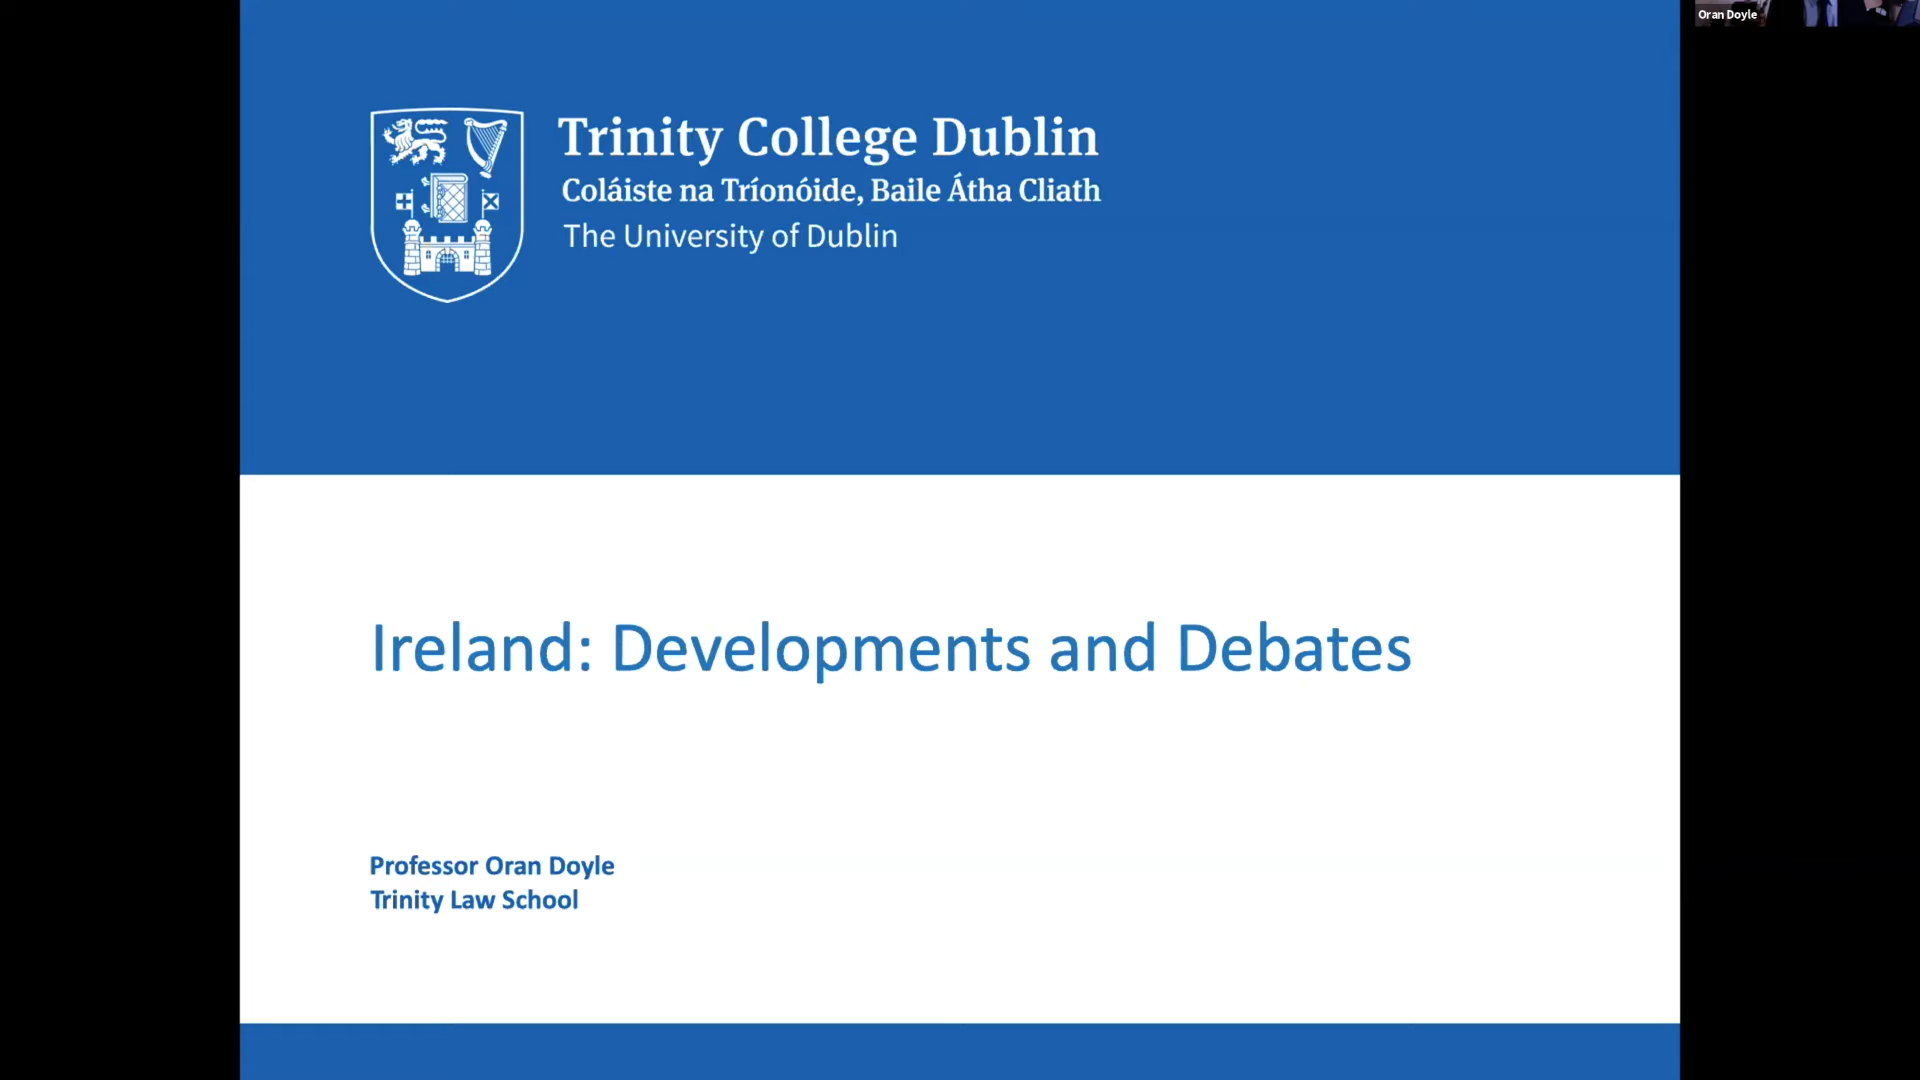 Oran Doyle
Trinity College Dublin
Coláiste na Tríonóide, Baile Átha Cliath
The University of Dublin
Ireland: Developments and Debates
Professor Oran Doyle
Trinity Law School